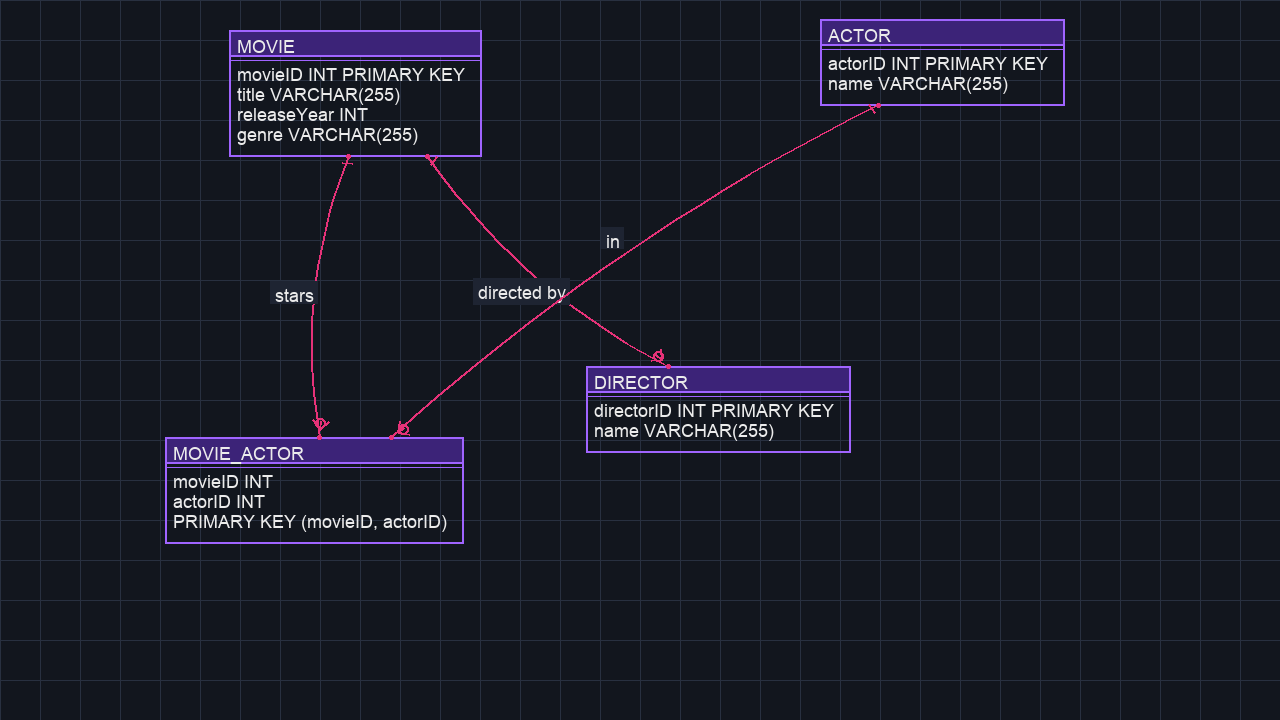 MOVIE
movieID INT PRIMARY KEY
title VARCHAR(255)
releaseYear INT
genre VARCHAR(255)
ACTOR
actorID INT PRIMARY KEY
name VARCHAR(255)
in
directed by
stars
DIRECTOR
directorID INT PRIMARY KEY
name VARCHAR(255)
MOVIE_ACTOR
movieID INT
actorID INT
PRIMARY KEY (movieID, actorID)